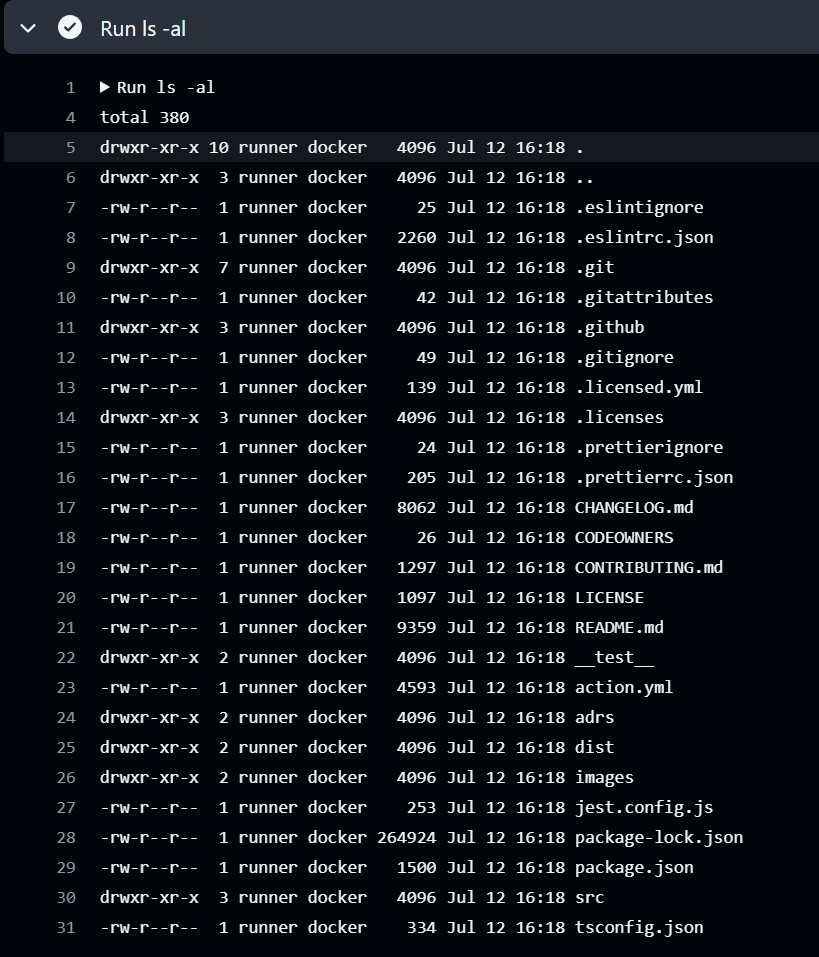 Run ls -al
1 ▶ Run ls -al
4 total 380
5 drwxr-xr-x 10 runner docker   4096 Jul 12 16:18 .
6 drwxr-xr-x  3 runner docker   4096 Jul 12 16:18 ..
7 -rw-r--r--  1 runner docker     25 Jul 12 16:18 .eslintignore
8 -rw-r--r--  1 runner docker   2260 Jul 12 16:18 .eslintrc.json
9 drwxr-xr-x  7 runner docker   4096 Jul 12 16:18 .git
10 -rw-r--r--  1 runner docker     42 Jul 12 16:18 .gitattributes
11 drwxr-xr-x  3 runner docker   4096 Jul 12 16:18 .github
12 -rw-r--r--  1 runner docker     49 Jul 12 16:18 .gitignore
13 -rw-r--r--  1 runner docker    139 Jul 12 16:18 .licensed.yml
14 drwxr-xr-x  3 runner docker   4096 Jul 12 16:18 .licenses
15 -rw-r--r--  1 runner docker     24 Jul 12 16:18 .prettierignore
16 -rw-r--r--  1 runner docker    205 Jul 12 16:18 .prettierrc.json
17 -rw-r--r--  1 runner docker   8062 Jul 12 16:18 CHANGELOG.md
18 -rw-r--r--  1 runner docker     26 Jul 12 16:18 CODEOWNERS
19 -rw-r--r--  1 runner docker   1297 Jul 12 16:18 CONTRIBUTING.md
20 -rw-r--r--  1 runner docker   1097 Jul 12 16:18 LICENSE
21 -rw-r--r--  1 runner docker   9359 Jul 12 16:18 README.md
22 drwxr-xr-x  2 runner docker   4096 Jul 12 16:18 __test__
23 -rw-r--r--  1 runner docker   4593 Jul 12 16:18 action.yml
24 drwxr-xr-x  2 runner docker   4096 Jul 12 16:18 adrs
25 drwxr-xr-x  2 runner docker   4096 Jul 12 16:18 dist
26 drwxr-xr-x  2 runner docker   4096 Jul 12 16:18 images
27 -rw-r--r--  1 runner docker    253 Jul 12 16:18 jest.config.js
28 -rw-r--r--  1 runner docker 264924 Jul 12 16:18 package-lock.json
29 -rw-r--r--  1 runner docker   1500 Jul 12 16:18 package.json
30 drwxr-xr-x  3 runner docker   4096 Jul 12 16:18 src
31 -rw-r--r--  1 runner docker    334 Jul 12 16:18 tsconfig.json